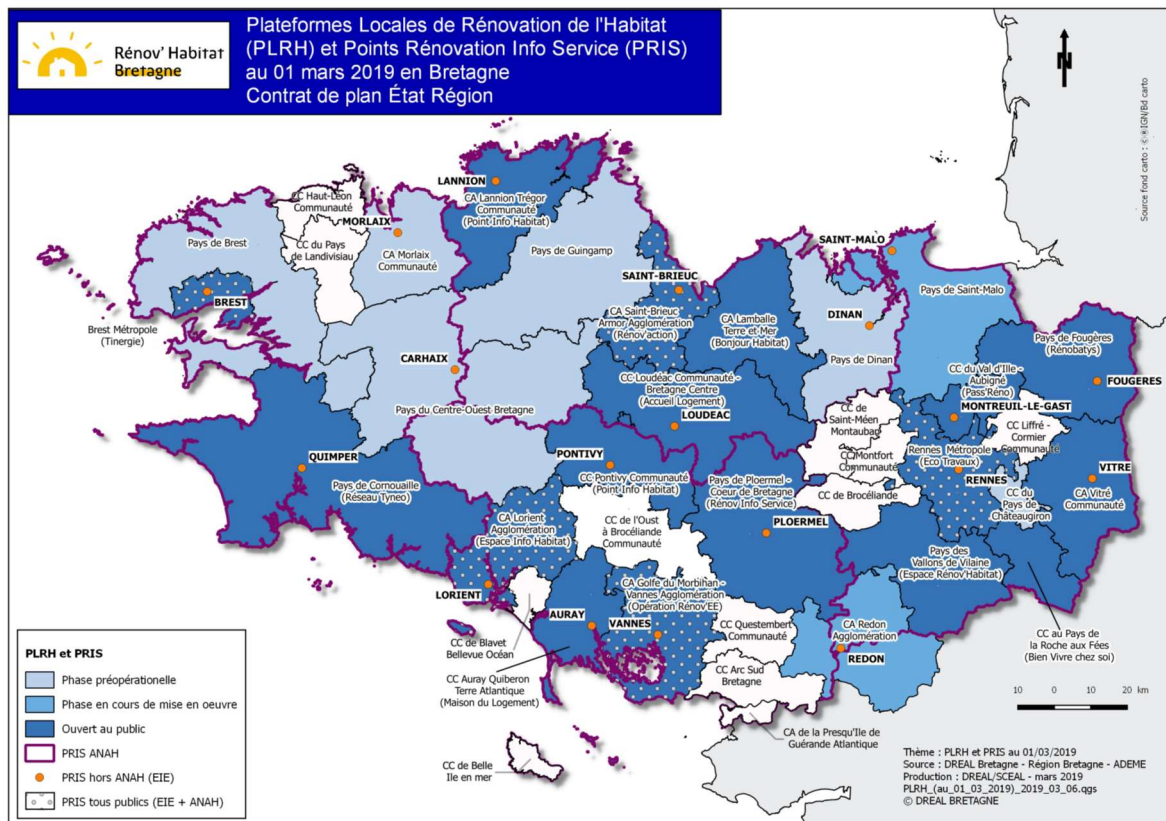 Rénov' Habitat
Bretagne
Plateformes Locales de Rénovation de l'Habitat
(PLRH) et Points Rénovation Info Service (PRIS)
au 01 mars 2019 en Bretagne
Contrat de plan État Région
N
Source fond carto : ©®IGN/Bd carto
LANNION
CA Lannion Trégor
Communauté
(Point Info Habitat)
CC Haut-Léon
Communauté
MORLAIX
CC du Pays
de Landivisiau
CA Morlaix
Communauté
Pays de Brest
BREST
Brest Métropole
(Tinergie)
Pays de Guingamp
SAINT-BRIEUC
CA Saint-Brieuc
Armor Agglomération
(Rénov'action)
CA Lamballe
Terre et Mer
(Bonjour Habitat)
SAINT-MALO
Pays de Saint-Malo
DINAN
Pays de Dinan
Pays de Fougères
(Rénobatys)
FOUGERES
CC du Val d'Ille -
Aubigné
(Pass'Réno)
MONTREUIL-LE-GAST
CC Liffré -
Cormier
Communauté
CARHAIX
Pays du Centre-Ouest Bretagne
CC Loudéac Communauté -
Bretagne Centre
(Accueil Logement)
LOUDEAC
CC de
Saint-Méen
Montauban
CC Montfort
Communauté
Rennes Métropole
(Eco Travaux)
RENNES
VITRE
CA Vitré
Communauté
CC du
Pays de
Châteaugiron
QUIMPER
Pays de Cornouaille
(Réseau Tyneo)
PONTIVY
CC Pontivy Communauté
(Point Info Habitat)
Pays de Ploermel -
Coeur de Bretagne
(Rénov Info Service)
PLOERMEL
CC de Brocéliande
CA Lorient
Agglomération
(Espace Info Habitat)
LORIENT
CC de l'Oust
à Brocéliande
Communauté
Pays des
Vallons de Vilaine
(Espace Rénov'Habitat)
AURAY
VANNES
CA Golfe du Morbihan -
Vannes Agglomération
(Opération Rénov'EE)
CC Questembert
Communauté
CA Redon
Agglomération
REDON
CC au Pays de
la Roche aux Fées
(Bien Vivre chez soi)
CC de Blavet
Bellevue Océan
CC Auray Quiberon
Terre Atlantique
(Maison du Logement)
CC Arc Sud
Bretagne
CA de la Presqu'Ile de
Guérande Atlantique
CC de Belle
Ile en mer
PLRH et PRIS
Phase préopérationelle
Phase en cours de mise en oeuvre
Ouvert au public
PRIS ANAH
PRIS hors ANAH (EIE)
PRIS tous publics (EIE + ANAH)
10 0 10 20 km
Thème : PLRH et PRIS au 01/03/2019
Source : DREAL Bretagne - Région Bretagne - ADEME
Production : DREAL/SCEAL - mars 2019
PLRH_(au_01_03_2019)_2019_03_06.qgs
© DREAL BRETAGNE